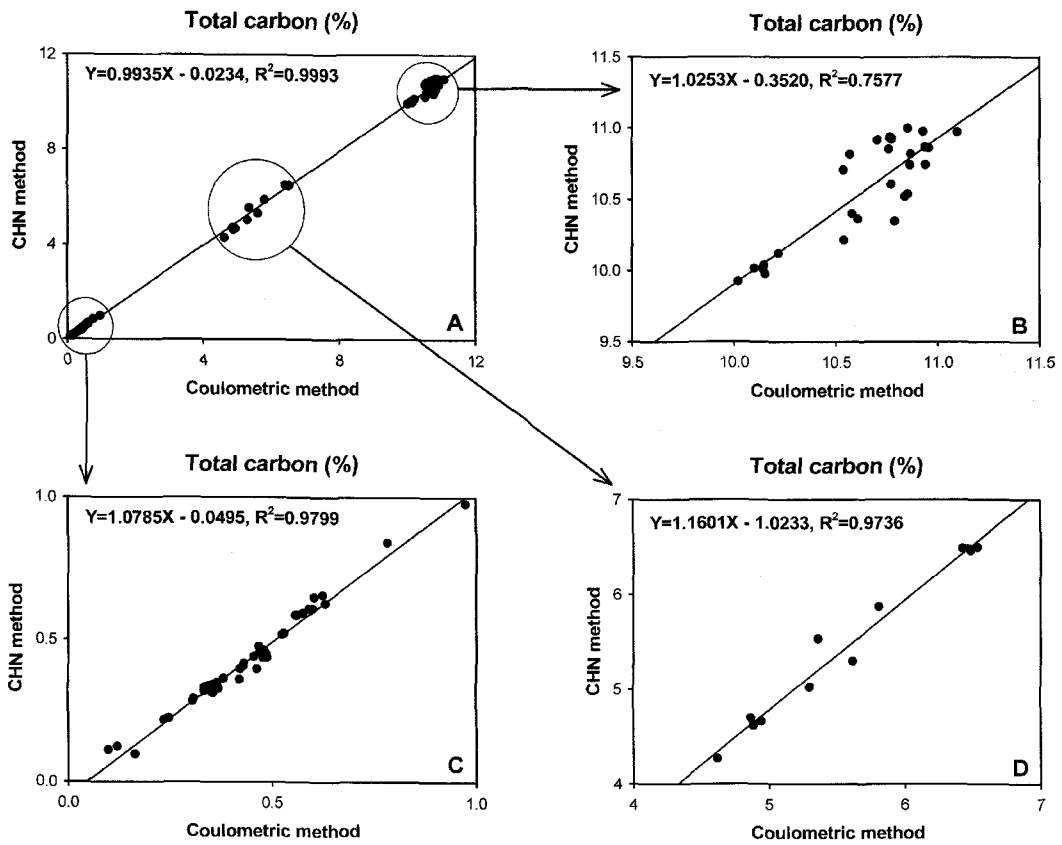 Total carbon (%)
12
Y=0.9935X - 0.0234, R²=0.9993
8
4
0
CHN method
A
0 4 8 12
Coulometric method
Total carbon (%)
11.5
Y=1.0253X - 0.3520, R²=0.7577
11.0
10.5
10.0
9.5
CHN method
B
9.5 10.0 10.5 11.0 11.5
Coulometric method
Total carbon (%)
1.0
Y=1.0785X - 0.0495, R²=0.9799
0.5
0.0
CHN method
C
0.0 0.5 1.0
Coulometric method
Total carbon (%)
7
Y=1.1601X - 1.0233, R²=0.9736
6
5
4
CHN method
D
4 5 6 7
Coulometric method